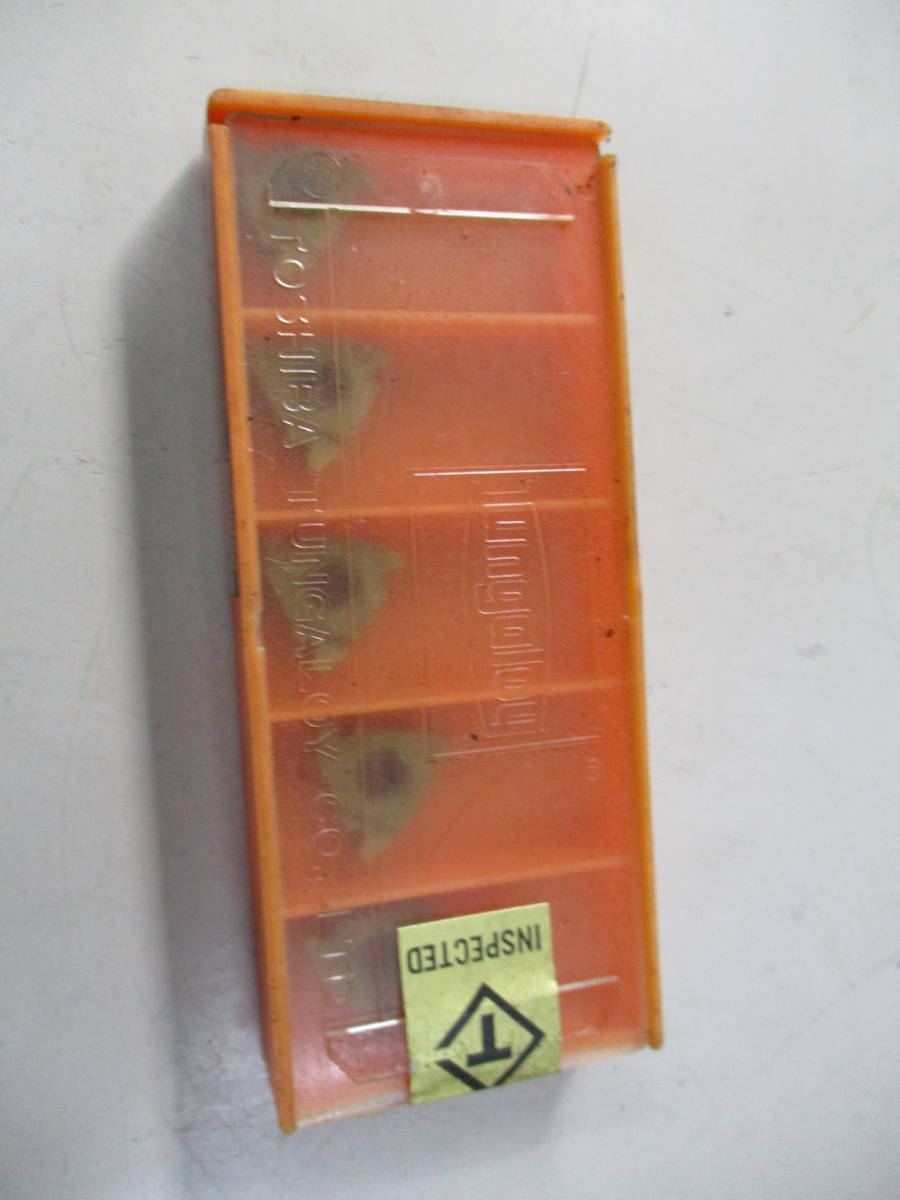 TOSHIBA TUNGALOY CO., LTD
Tungaloy
®
INSPECTED
T